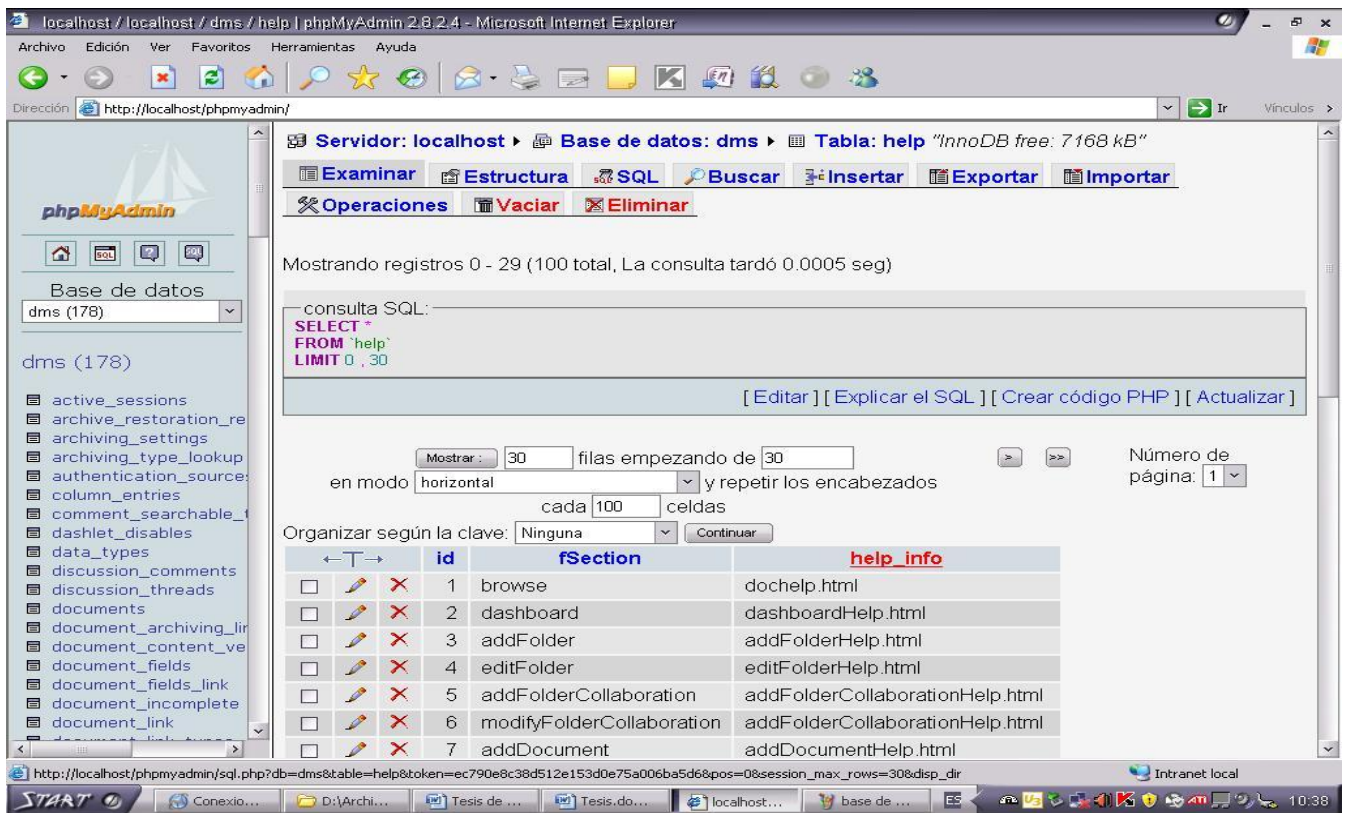 localhost / localhost / dms / help | phpMyAdmin 2.8.2.4 - Microsoft Internet Explorer
Archivo Edición Ver Favoritos Herramientas Ayuda
Dirección http://localhost/phpmyadmin/ Ir Vínculos
phpMyAdmin
SQL
Base de datos
dms (178)
dms (178)
active_sessions
archive_restoration_re
archiving_settings
archiving_type_lookup
authentication_source
column_entries
comment_searchable_t
dashlet_disables
data_types
discussion_comments
discussion_threads
documents
document_archiving_lin
document_content_ve
document_fields
document_fields_link
document_incomplete
document_link
Servidor: localhost Base de datos: dms Tabla: help "InnoDB free: 7168 kB"
Examinar Estructura SQL Buscar Insertar Exportar Importar
Operaciones Vaciar Eliminar
Mostrando registros 0 - 29 (100 total, La consulta tardó 0.0005 seg)
consulta SQL:
SELECT *
FROM `help`
LIMIT 0 , 30
[ Editar ] [ Explicar el SQL ] [ Crear código PHP ] [ Actualizar ]
Mostrar : 30 filas empezando de 30 > >> Número de
en modo horizontal y repetir los encabezados página: 1
cada 100 celdas
Organizar según la clave: Ninguna Continuar
←T→ id fSection help_info
1 browse dochelp.html
2 dashboard dashboardHelp.html
3 addFolder addFolderHelp.html
4 editFolder editFolderHelp.html
5 addFolderCollaboration addFolderCollaborationHelp.html
6 modifyFolderCollaboration addFolderCollaborationHelp.html
7 addDocument addDocumentHelp.html
http://localhost/phpmyadmin/sql.php?db=dms&table=help&token=ec790e8c38d512e153d0e75a006ba5d6&pos=0&session_max_rows=30&disp_dir Intranet local
START Conexio... D:\Archi... Tesis de ... Tesis.do... localhost... base de ... ES 10:38